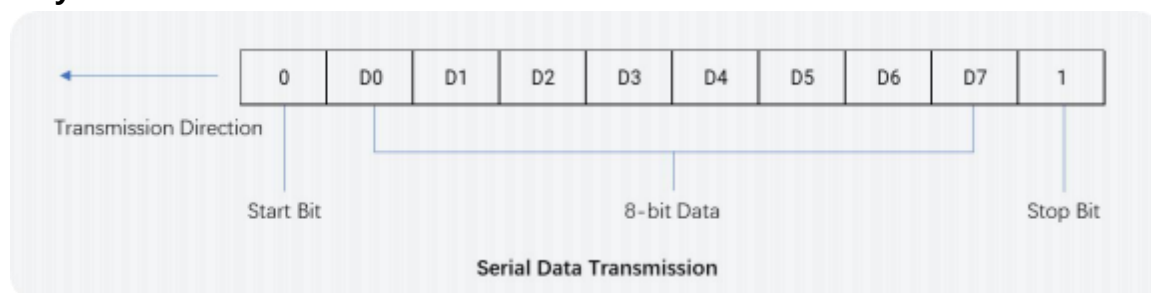 0 D0 D1 D2 D3 D4 D5 D6 D7 1
Transmission Direction
Start Bit 8-bit Data Stop Bit
Serial Data Transmission